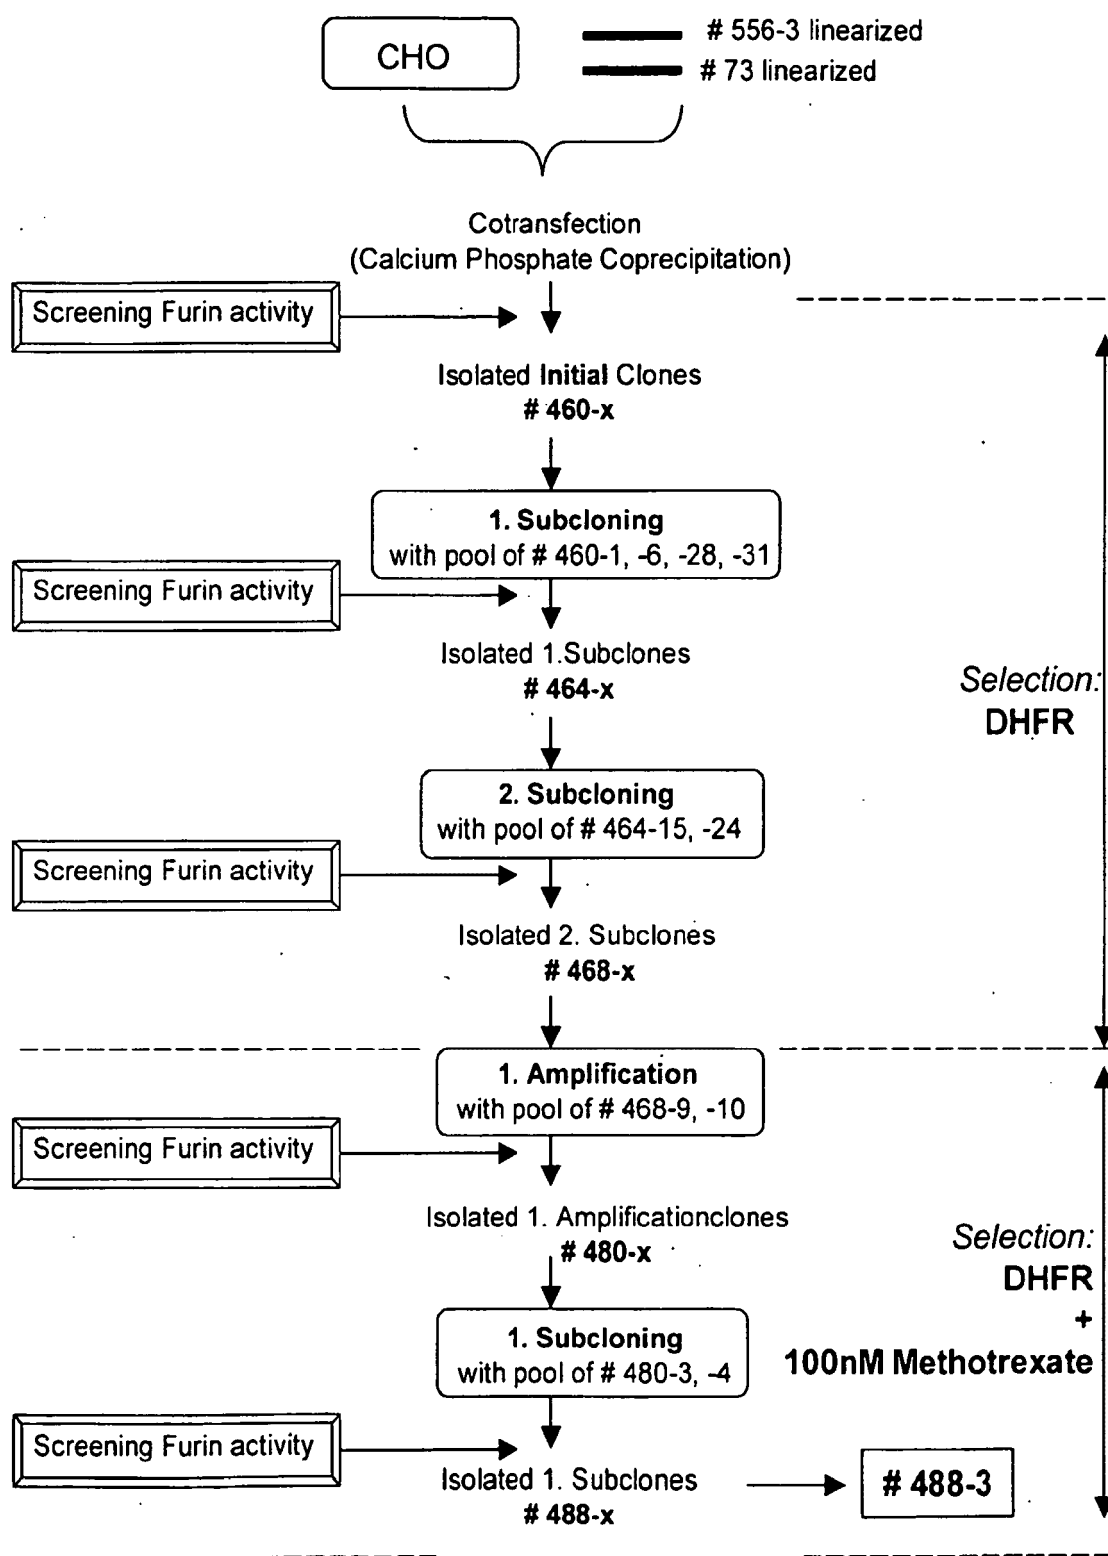 CHO
# 556-3 linearized
# 73 linearized
Cotransfection
(Calcium Phosphate Coprecipitation)
Screening Furin activity
Isolated Initial Clones
# 460-x
1. Subcloning
with pool of # 460-1, -6, -28, -31
Screening Furin activity
Isolated 1.Subclones
# 464-x
Selection:
DHFR
2. Subcloning
with pool of # 464-15, -24
Screening Furin activity
Isolated 2. Subclones
# 468-x
1. Amplification
with pool of # 468-9, -10
Screening Furin activity
Isolated 1. Amplificationclones
# 480-x
Selection:
DHFR
+
100nM Methotrexate
1. Subcloning
with pool of # 480-3, -4
Screening Furin activity
Isolated 1. Subclones
# 488-x
# 488-3